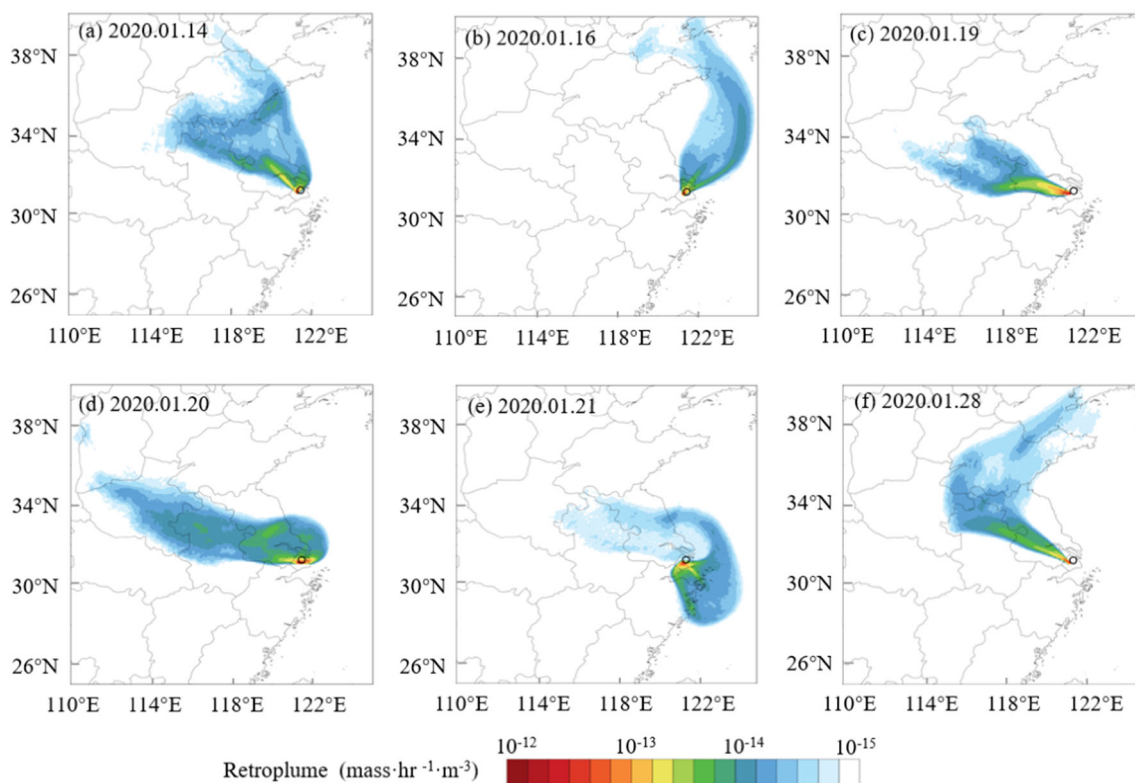 (a) 2020.01.14
38°N
34°N
30°N
26°N
110°E 114°E 118°E 122°E
(b) 2020.01.16
38°N
34°N
30°N
26°N
110°E 114°E 118°E 122°E
(c) 2020.01.19
38°N
34°N
30°N
26°N
110°E 114°E 118°E 122°E
(d) 2020.01.20
38°N
34°N
30°N
26°N
110°E 114°E 118°E 122°E
(e) 2020.01.21
38°N
34°N
30°N
26°N
110°E 114°E 118°E 122°E
(f) 2020.01.28
38°N
34°N
30°N
26°N
110°E 114°E 118°E 122°E
10⁻¹² 10⁻¹³ 10⁻¹⁴ 10⁻¹⁵
Retroplume (mass·hr ⁻¹·m⁻³)